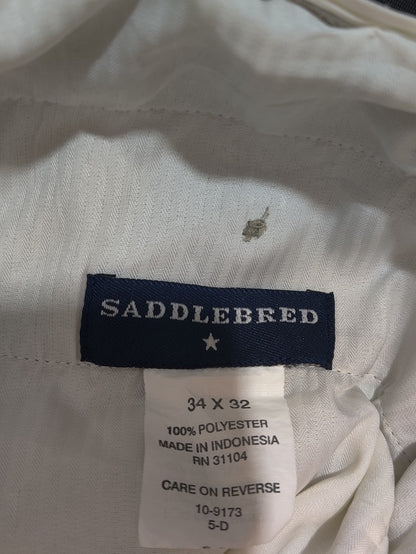 SADDLEBRED
34 X 32
100% POLYESTER
MADE IN INDONESIA
RN 31104
CARE ON REVERSE
10-9173
5-D